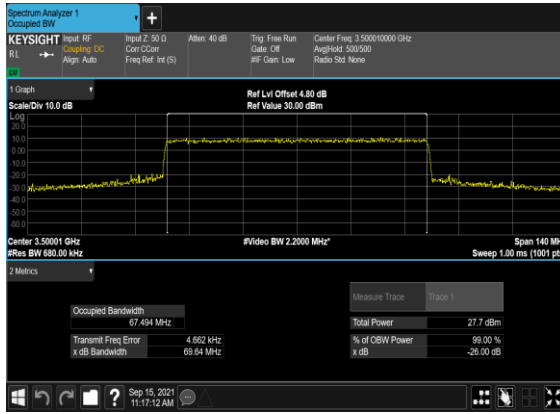 Spectrum Analyzer 1
Occupied BW
KEYSIGHT
RL
Input: RF
Coupling: DC
Align: Auto
Input Z: 50 Ω
Corr CCorr
Freq Ref: Int (S)
Atten: 40 dB
Trig: Free Run
Gate: Off
#IF Gain: Low
Center Freq: 3.500010000 GHz
Avg|Hold: 500/500
Radio Std: None
1 Graph
Scale/Div 10.0 dB
Ref Lvl Offset 4.80 dB
Ref Value 30.00 dBm
Log
20.0
10.0
0.00
-10.0
-20.0
-30.0
-40.0
-50.0
-60.0
Center 3.50001 GHz
#Res BW 680.00 kHz
#Video BW 2.2000 MHz*
Span 140 MH
Sweep 1.00 ms (1001 pt
2 Metrics
Measure Trace
Trace 1
Occupied Bandwidth
67.494 MHz
Total Power
27.7 dBm
Transmit Freq Error
4.662 kHz
% of OBW Power
99.00 %
x dB Bandwidth
69.64 MHz
x dB
-26.00 dB
?
Sep 15, 2021
11:17:12 AM